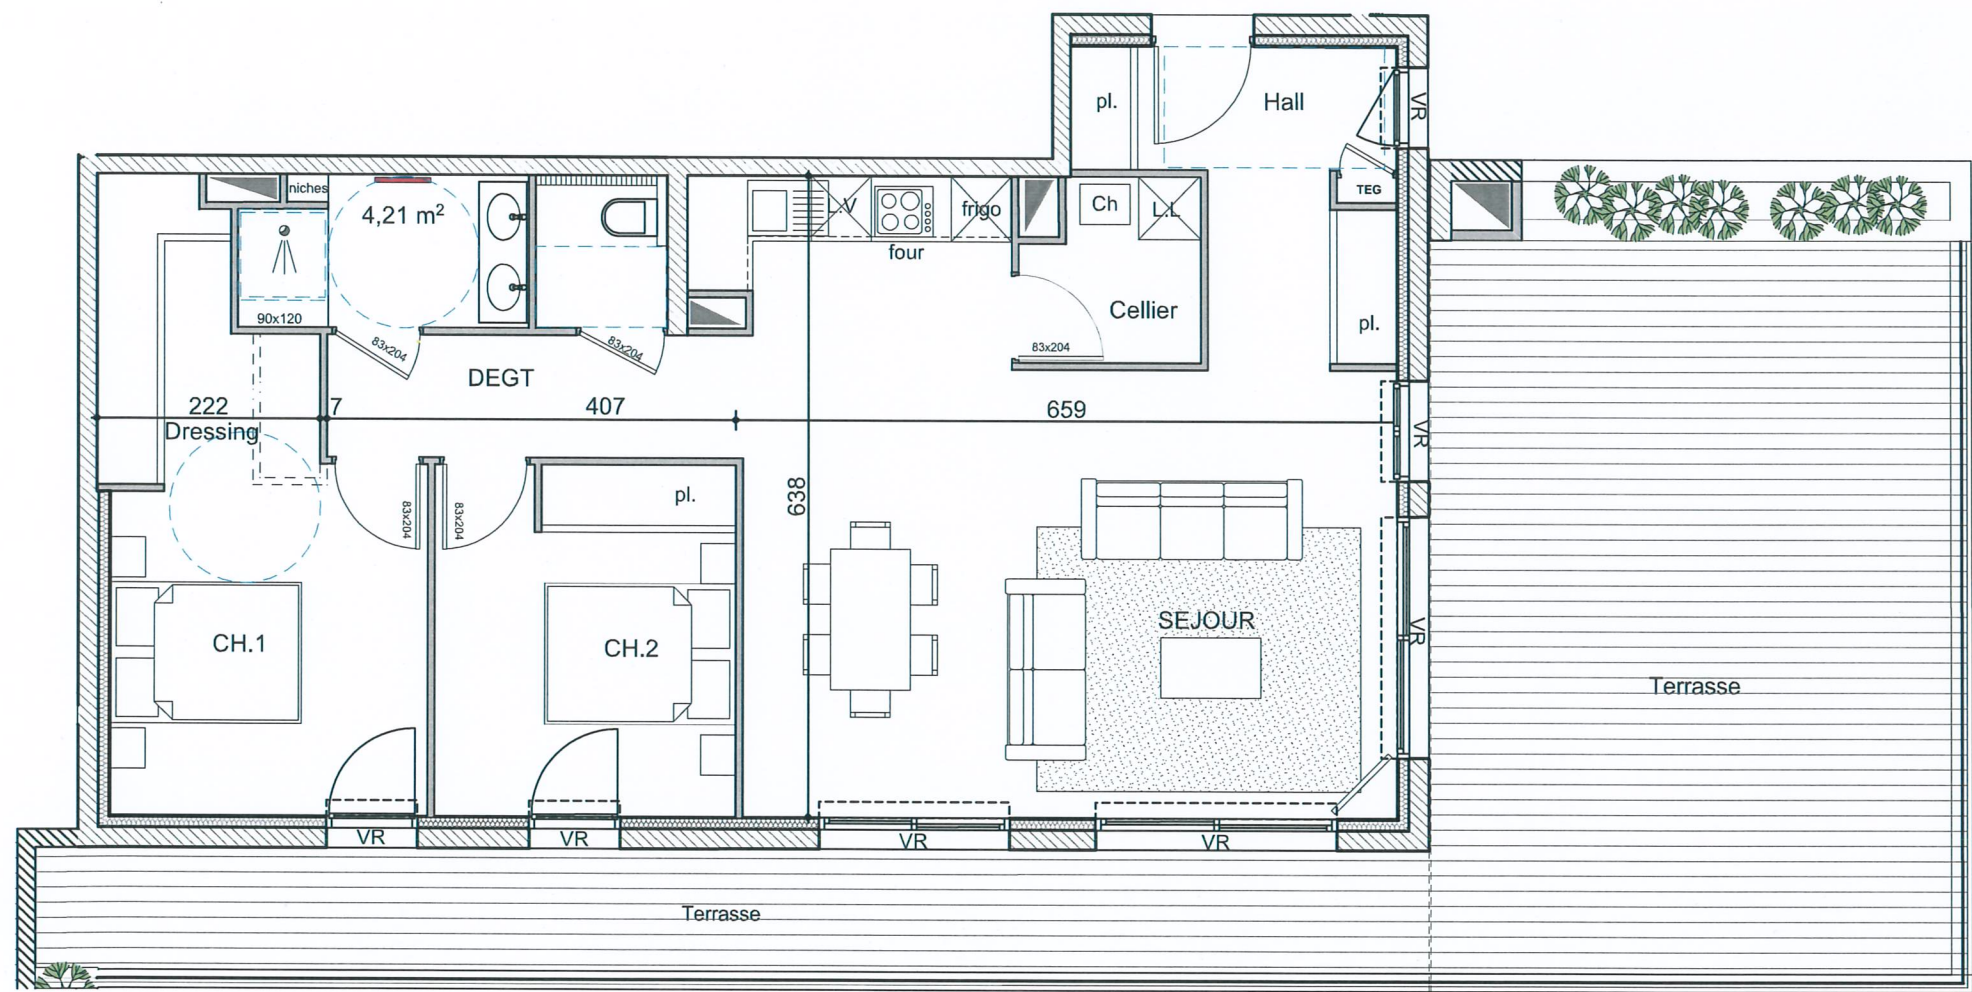 pl.
Hall
VR
niches
4,21 m²
L.V
frigo
four
Ch
L.L
TEG
90x120
83x204
83x204
Cellier
83x204
pl.
DEGT
222
7
407
659
Dressing
VR
638
83x204
83x204
pl.
CH.1
CH.2
SEJOUR
VR
Terrasse
VR
VR
VR
VR
Terrasse